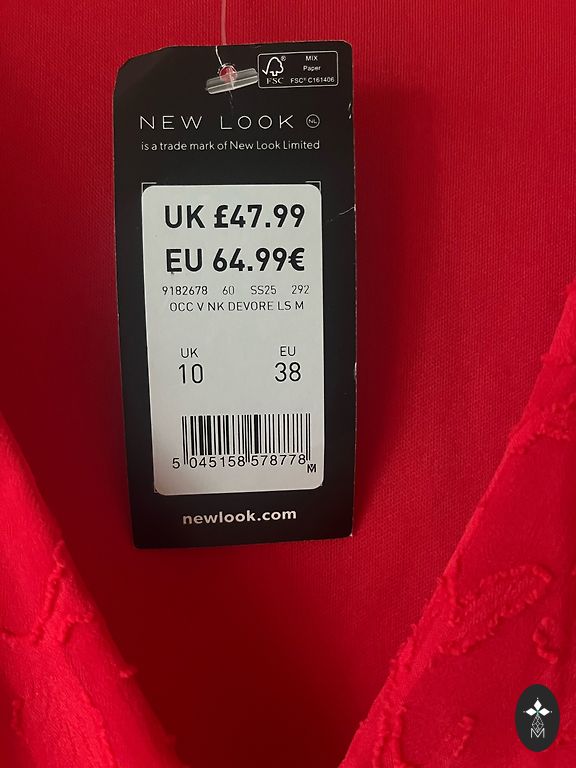 MIX
Paper
FSC
FSC® C161406
NEW LOOK NL
is a trade mark of New Look Limited
UK £47.99
EU 64.99€
9182678 60 SS25 292
OCC V NK DEVORE LS M
UK EU
10 38
5 045158 578778 M
newlook.com
M